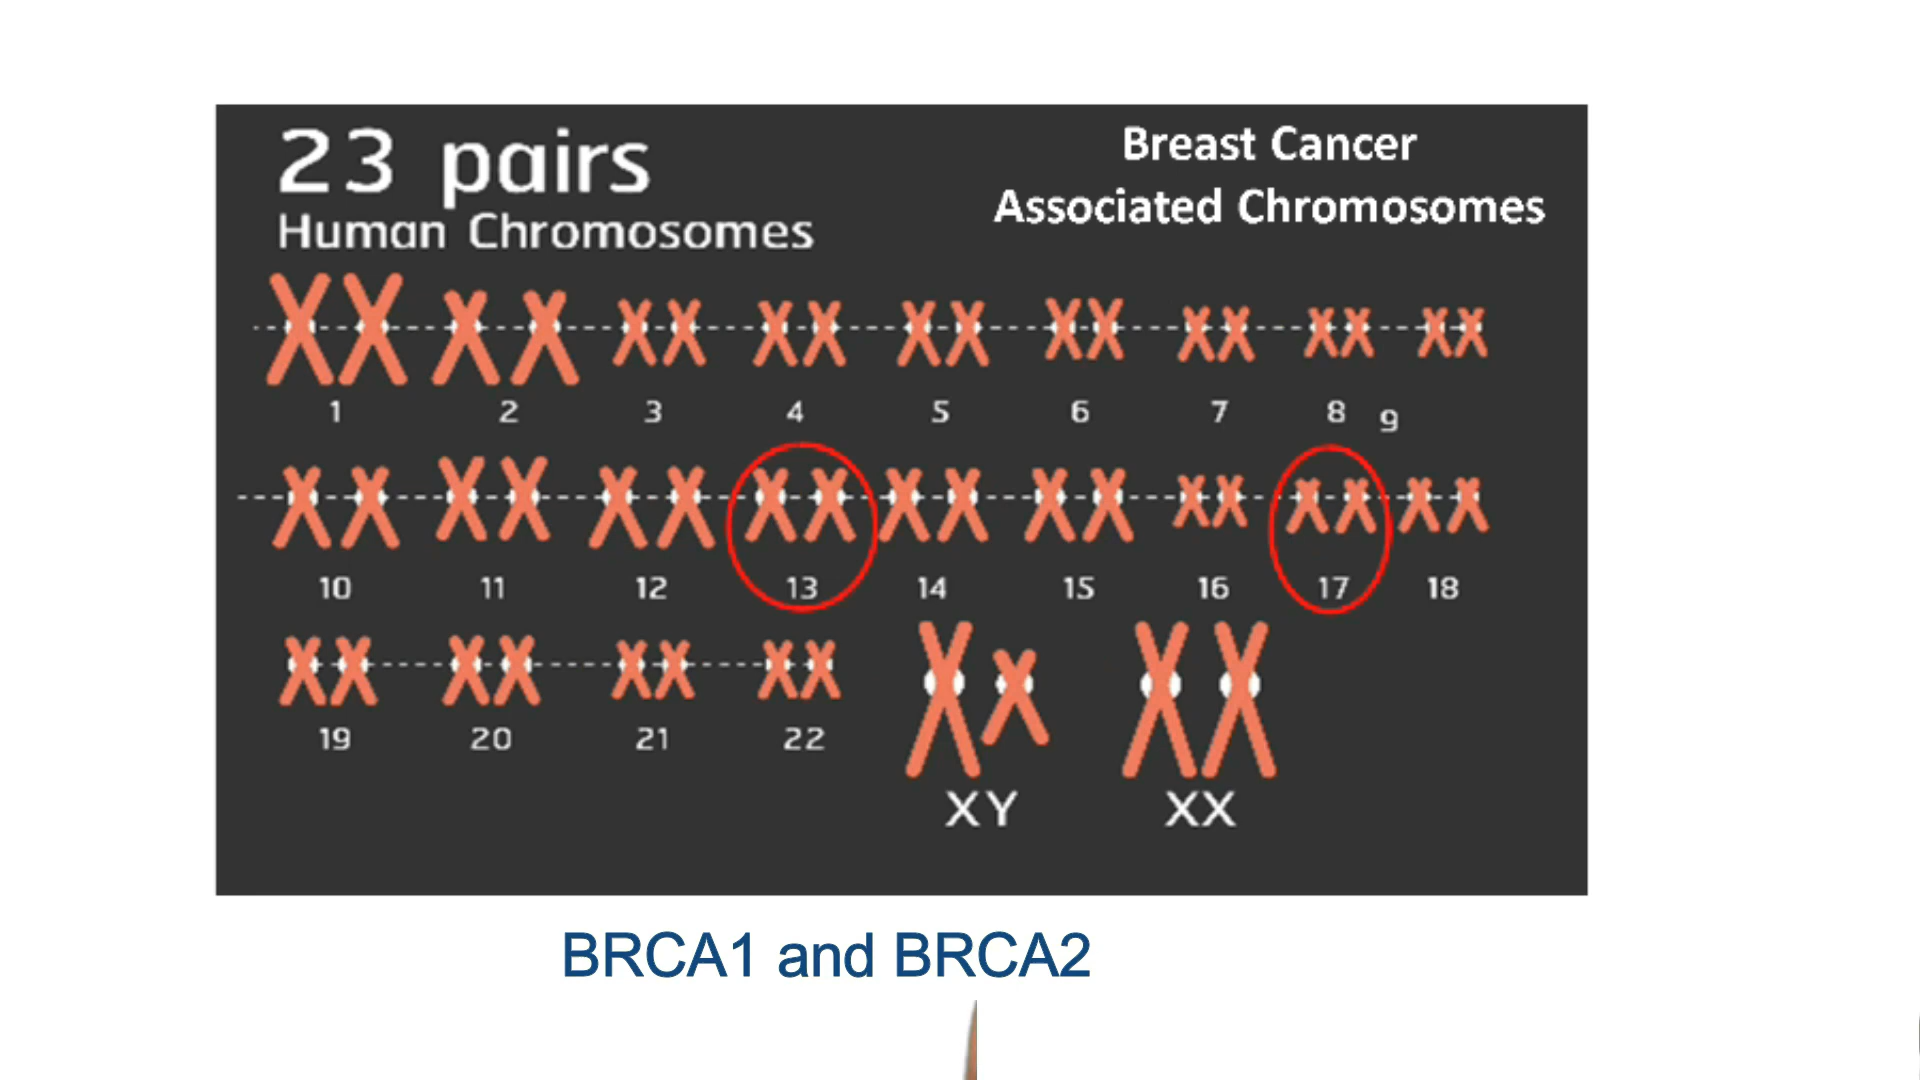 23 pairs
Human Chromosomes
Breast Cancer
Associated Chromosomes
1 2 3 4 5 6 7 8 9
10 11 12 13 14 15 16 17 18
19 20 21 22
XY XX
BRCA1 and BRCA2